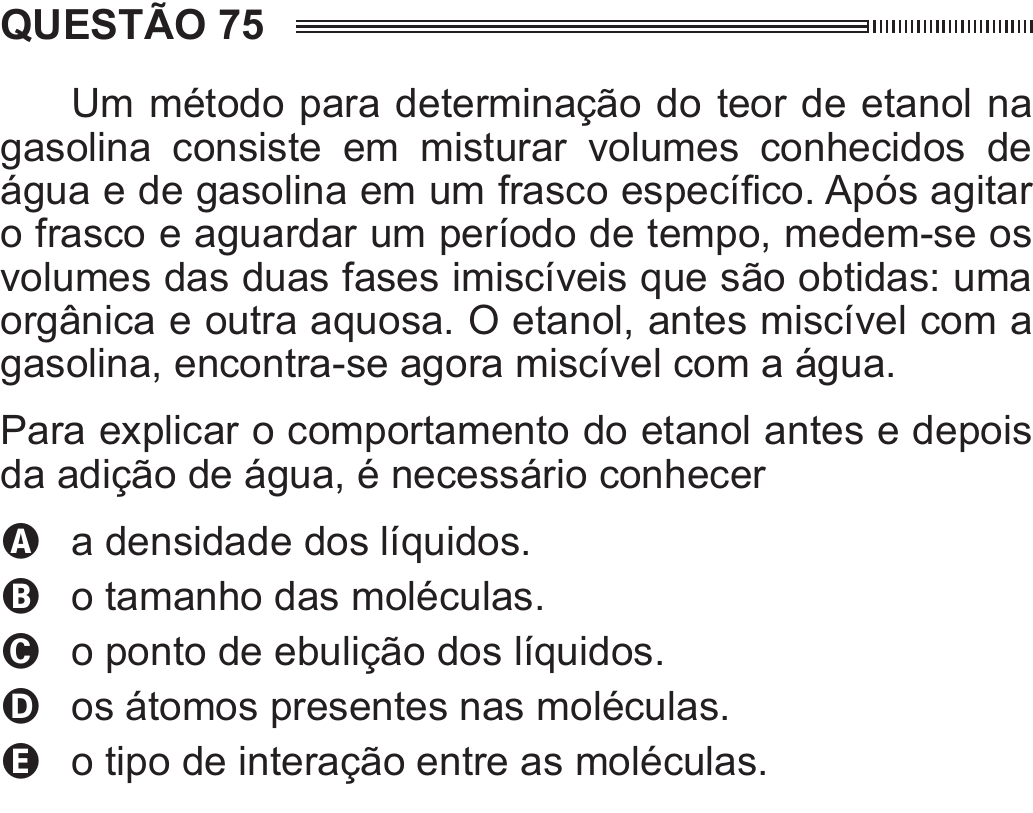 QUESTÃO 75
Um método para determinação do teor de etanol na
gasolina consiste em misturar volumes conhecidos de
água e de gasolina em um frasco específico. Após agitar
o frasco e aguardar um período de tempo, medem-se os
volumes das duas fases imiscíveis que são obtidas: uma
orgânica e outra aquosa. O etanol, antes miscível com a
gasolina, encontra-se agora miscível com a água.
Para explicar o comportamento do etanol antes e depois
da adição de água, é necessário conhecer
A a densidade dos líquidos.
B o tamanho das moléculas.
C o ponto de ebulição dos líquidos.
D os átomos presentes nas moléculas.
E o tipo de interação entre as moléculas.